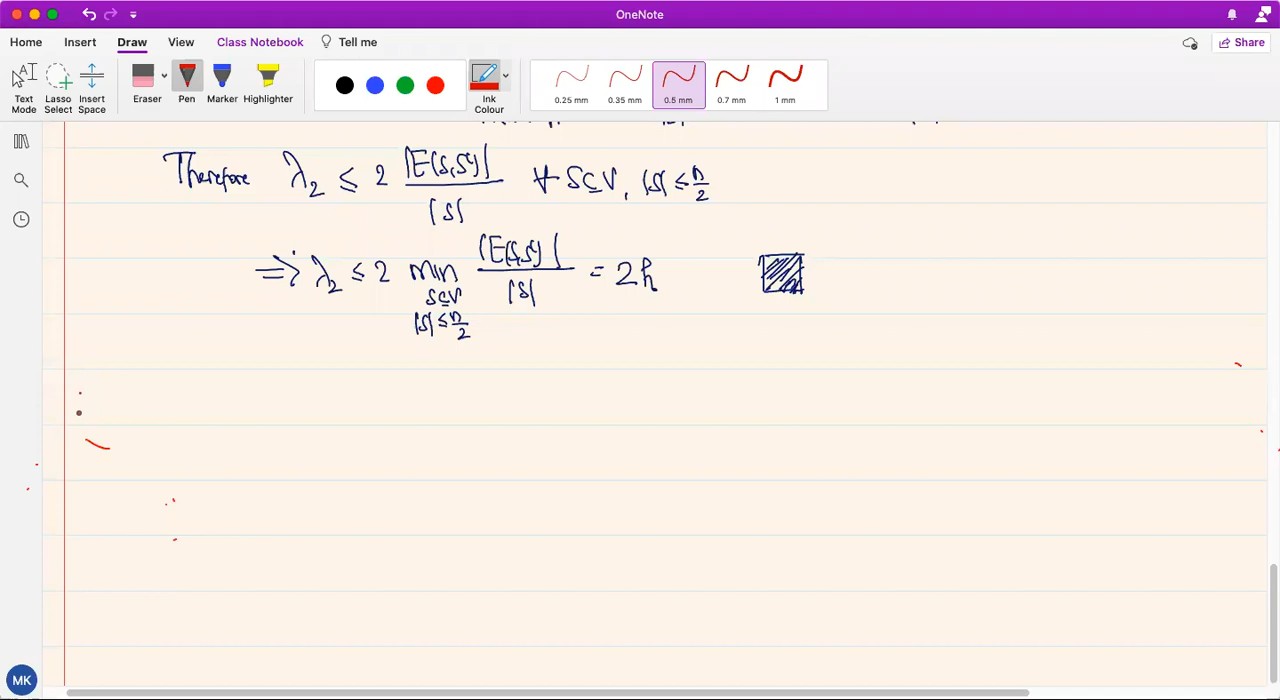 OneNote
Home Insert Draw View Class Notebook Tell me Share
Text Mode Lasso Select Insert Space Eraser Pen Marker Highlighter Ink Colour 0.25 mm 0.35 mm 0.5 mm 0.7 mm 1 mm
Therefore λ₂ ≤ 2 |E(S,Sᶜ)| / |S| ∀ S⊆V, |S| ≤ n/2
⇒ λ₂ ≤ 2 min S⊆V |S| ≤ n/2 |E(S,Sᶜ)| / |S| = 2h
MK